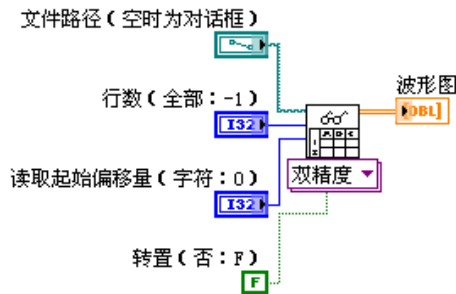 文件路径（空时为对话框）
波形图
行数（全部：-1）
I32
DBL]
双精度
读取起始偏移量（字符：0）
I32
转置（否：F）
F